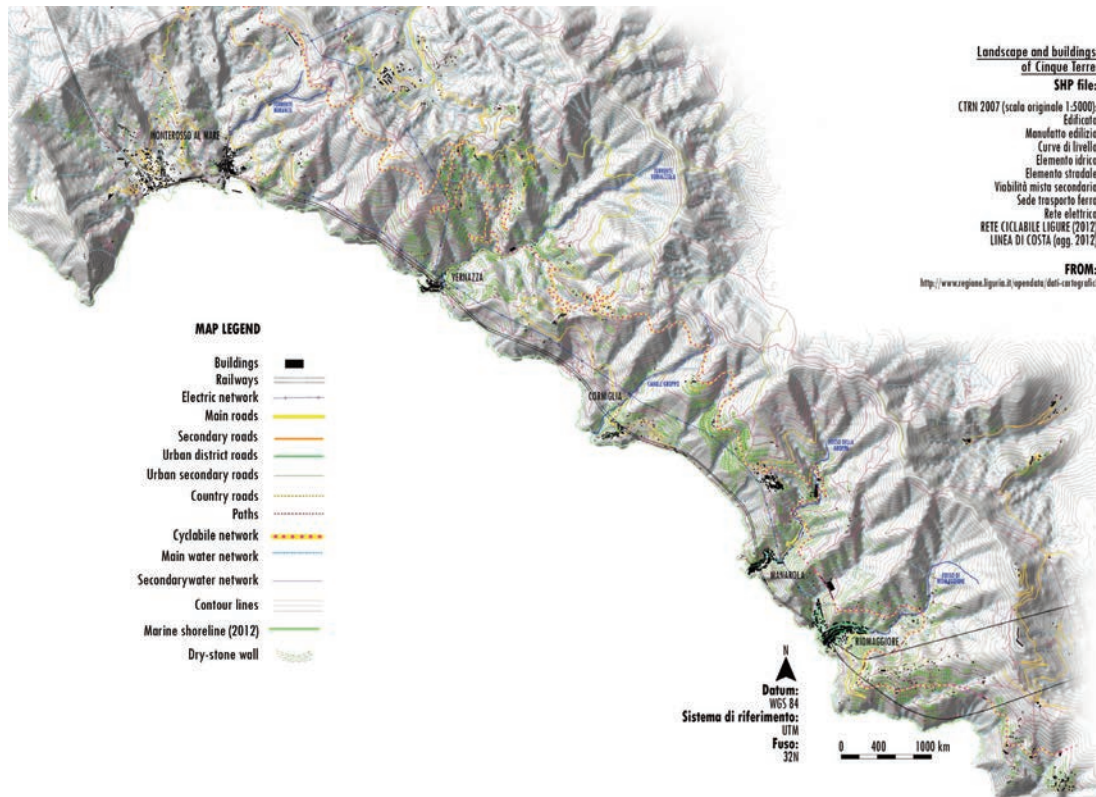 Landscape and buildings
of Cinque Terre
SHP file:
CTRN 2007 (scala originale 1:5000):
Edificato
Manufatto edilizio
Curve di livello
Elemento idrico
Elemento stradale
Viabilità mista secondaria
Sede trasporto ferro
Rete elettrica
RETE CICLABILE LIGURE (2012)
LINEA DI COSTA (agg. 2012)
FROM:
http://www.regione.liguria.it/opendata/dati-cartografici
MONTEROSSO AL MARE
VERNAZZA
CORNIGLIA
CANALE GROPPO
MANAROLA
RIOMAGGIORE
MAP LEGEND
Buildings
Railways
Electric network
Main roads
Secondary roads
Urban district roads
Urban secondary roads
Country roads
Paths
Cyclabile network
Main water network
Secondarywater network
Contour lines
Marine shoreline (2012)
Dry-stone wall
N
Datum:
WGS 84
Sistema di riferimento:
UTM
Fuso:
32N
0 400 1000 km